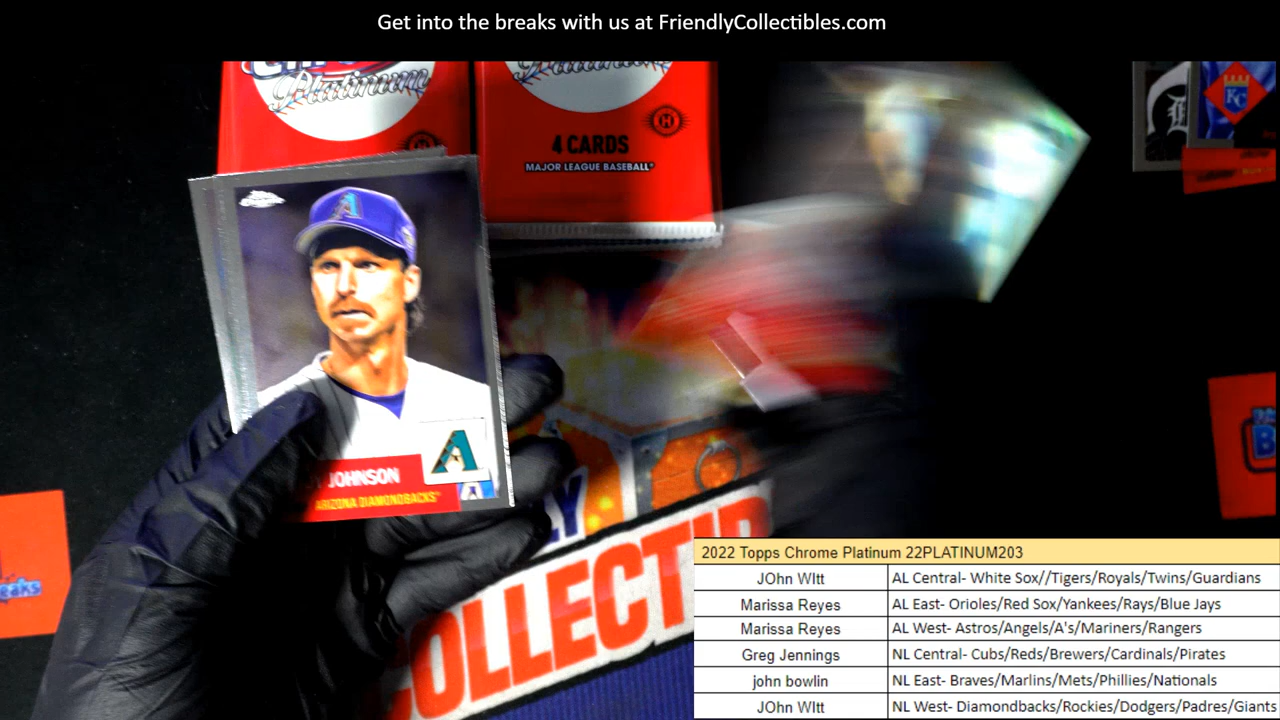 Get into the breaks with us at FriendlyCollectibles.com
Platinum
4 CARDS
MAJOR LEAGUE BASEBALL
KC
JOHNSON
ARIZONA DIAMONDBACKS
A
COLLECTIB
2022 Topps Chrome Platinum 22PLATINUM203
JOhn WItt AL Central- White Sox//Tigers/Royals/Twins/Guardians
Marissa Reyes AL East- Orioles/Red Sox/Yankees/Rays/Blue Jays
Marissa Reyes AL West- Astros/Angels/A's/Mariners/Rangers
Greg Jennings NL Central- Cubs/Reds/Brewers/Cardinals/Pirates
john bowlin NL East- Braves/Marlins/Mets/Phillies/Nationals
JOhn WItt NL West- Diamondbacks/Rockies/Dodgers/Padres/Giants